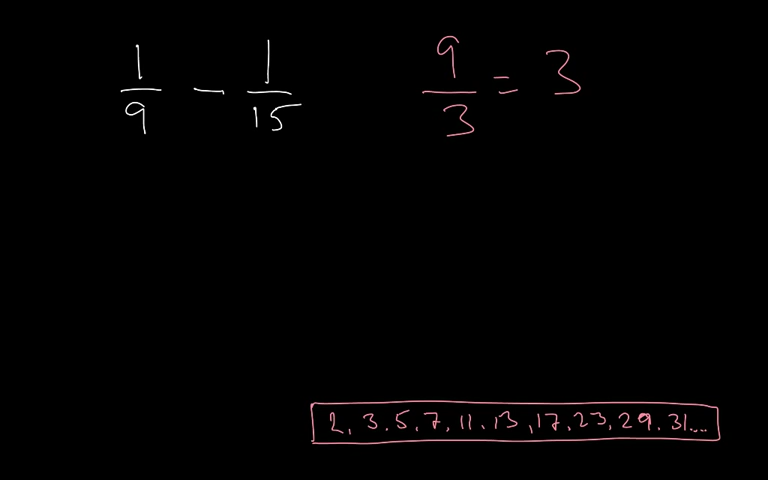 1/9 - 1/15
9/3 = 3
2, 3, 5, 7, 11, 13, 17, 23, 29, 31...